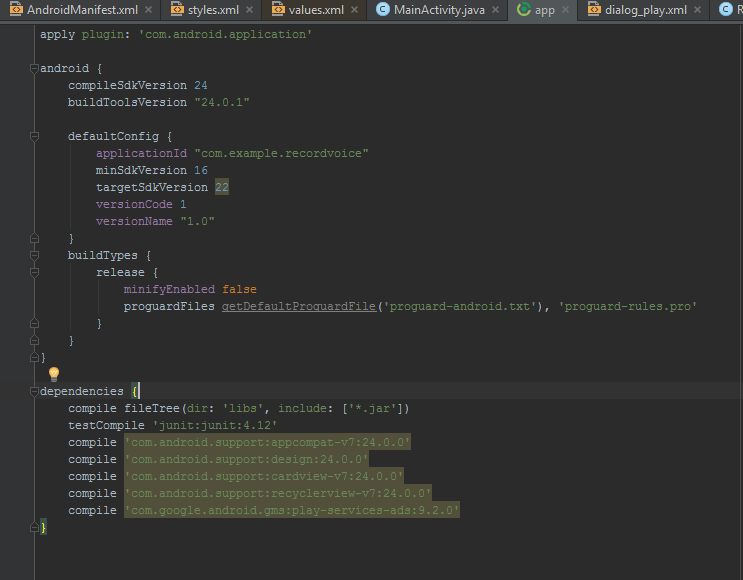 AndroidManifest.xml
styles.xml
values.xml
MainActivity.java
app
dialog_play.xml
R
apply plugin: 'com.android.application'
android {
compileSdkVersion 24
buildToolsVersion "24.0.1"
defaultConfig {
applicationId "com.example.recordvoice"
minSdkVersion 16
targetSdkVersion 22
versionCode 1
versionName "1.0"
}
buildTypes {
release {
minifyEnabled false
proguardFiles getDefaultProguardFile('proguard-android.txt'), 'proguard-rules.pro'
}
}
}
dependencies {
compile fileTree(dir: 'libs', include: ['*.jar'])
testCompile 'junit:junit:4.12'
compile 'com.android.support:appcompat-v7:24.0.0'
compile 'com.android.support:design:24.0.0'
compile 'com.android.support:cardview-v7:24.0.0'
compile 'com.android.support:recyclerview-v7:24.0.0'
compile 'com.google.android.gms:play-services-ads:9.2.0'
}